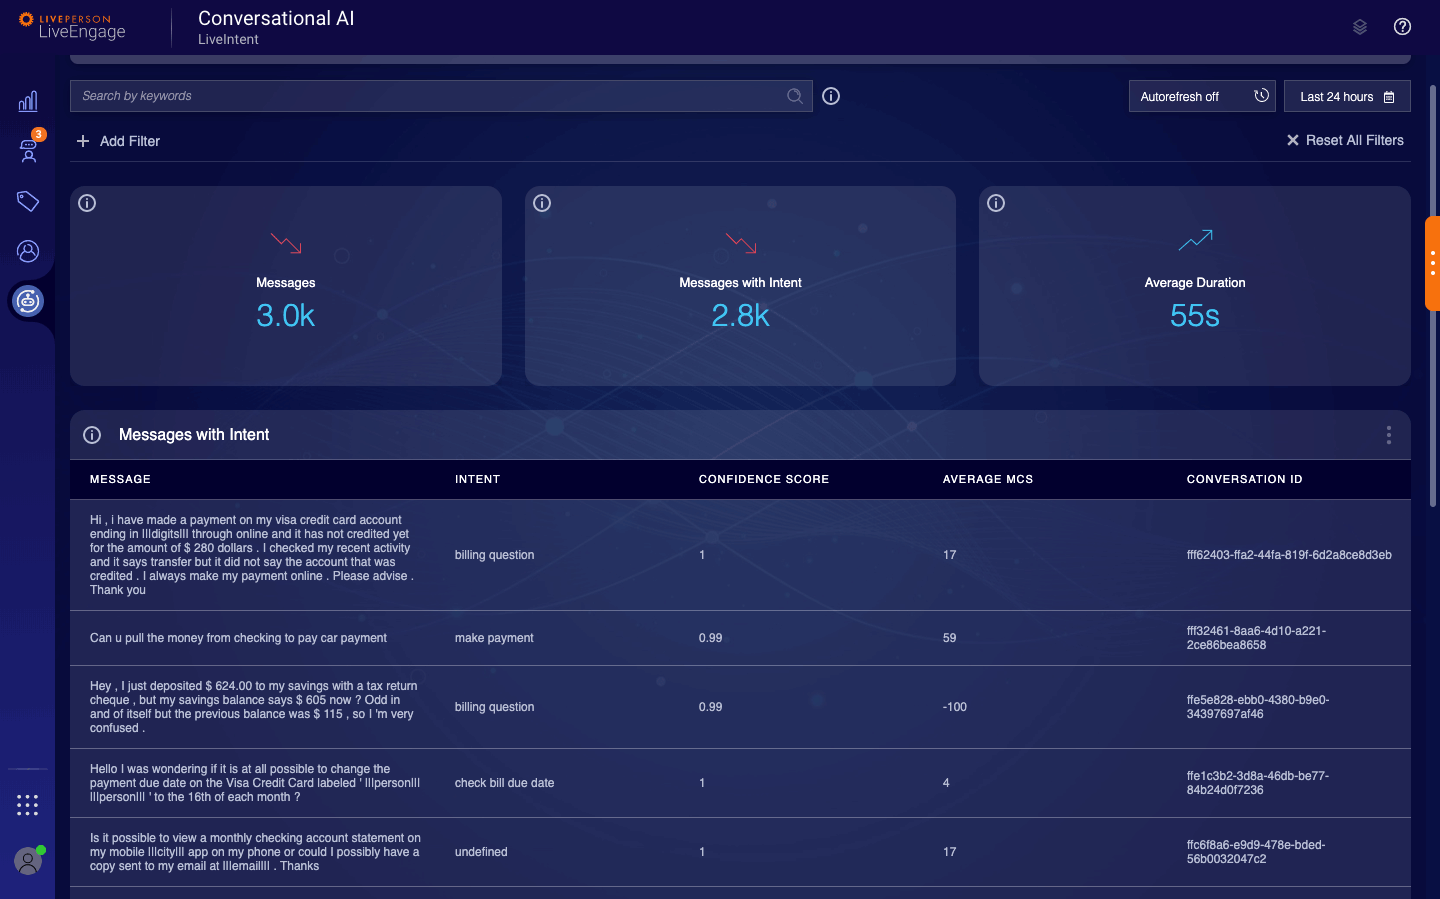 LIVEPERSON
LiveEngage
Conversational AI
LiveIntent
Search by keywords
Autorefresh off
Last 24 hours
Add Filter
Reset All Filters
3
Messages
3.0k
Messages with Intent
2.8k
Average Duration
55s
Messages with Intent
MESSAGE INTENT CONFIDENCE SCORE AVERAGE MCS CONVERSATION ID
Hi , i have made a payment on my visa credit card account
ending in |||digits||| through online and it has not credited yet
for the amount of $ 280 dollars . I checked my recent activity
and it says transfer but it did not say the account that was
credited . I always make my payment online . Please advise .
Thank you
billing question
1
17
fff62403-ffa2-44fa-819f-6d2a8ce8d3eb
Can u pull the money from checking to pay car payment
make payment
0.99
59
fff32461-8aa6-4d10-a221-
2ce86bea8658
Hey , I just deposited $ 624.00 to my savings with a tax return
cheque , but my savings balance says $ 605 now ? Odd in
and of itself but the previous balance was $ 115 , so I 'm very
confused .
billing question
0.99
-100
ffe5e828-ebb0-4380-b9e0-
34397697af46
Hello I was wondering if it is at all possible to change the
payment due date on the Visa Credit Card labeled ' |||person|||
|||person||| ' to the 16th of each month ?
check bill due date
1
4
ffe1c3b2-3d8a-46db-be77-
84b24d0f7236
Is it possible to view a monthly checking account statement on
my mobile |||city||| app on my phone or could I possibly have a
copy sent to my email at |||email||| . Thanks
undefined
1
17
ffc6f8a6-e9d9-478e-bded-
56b0032047c2